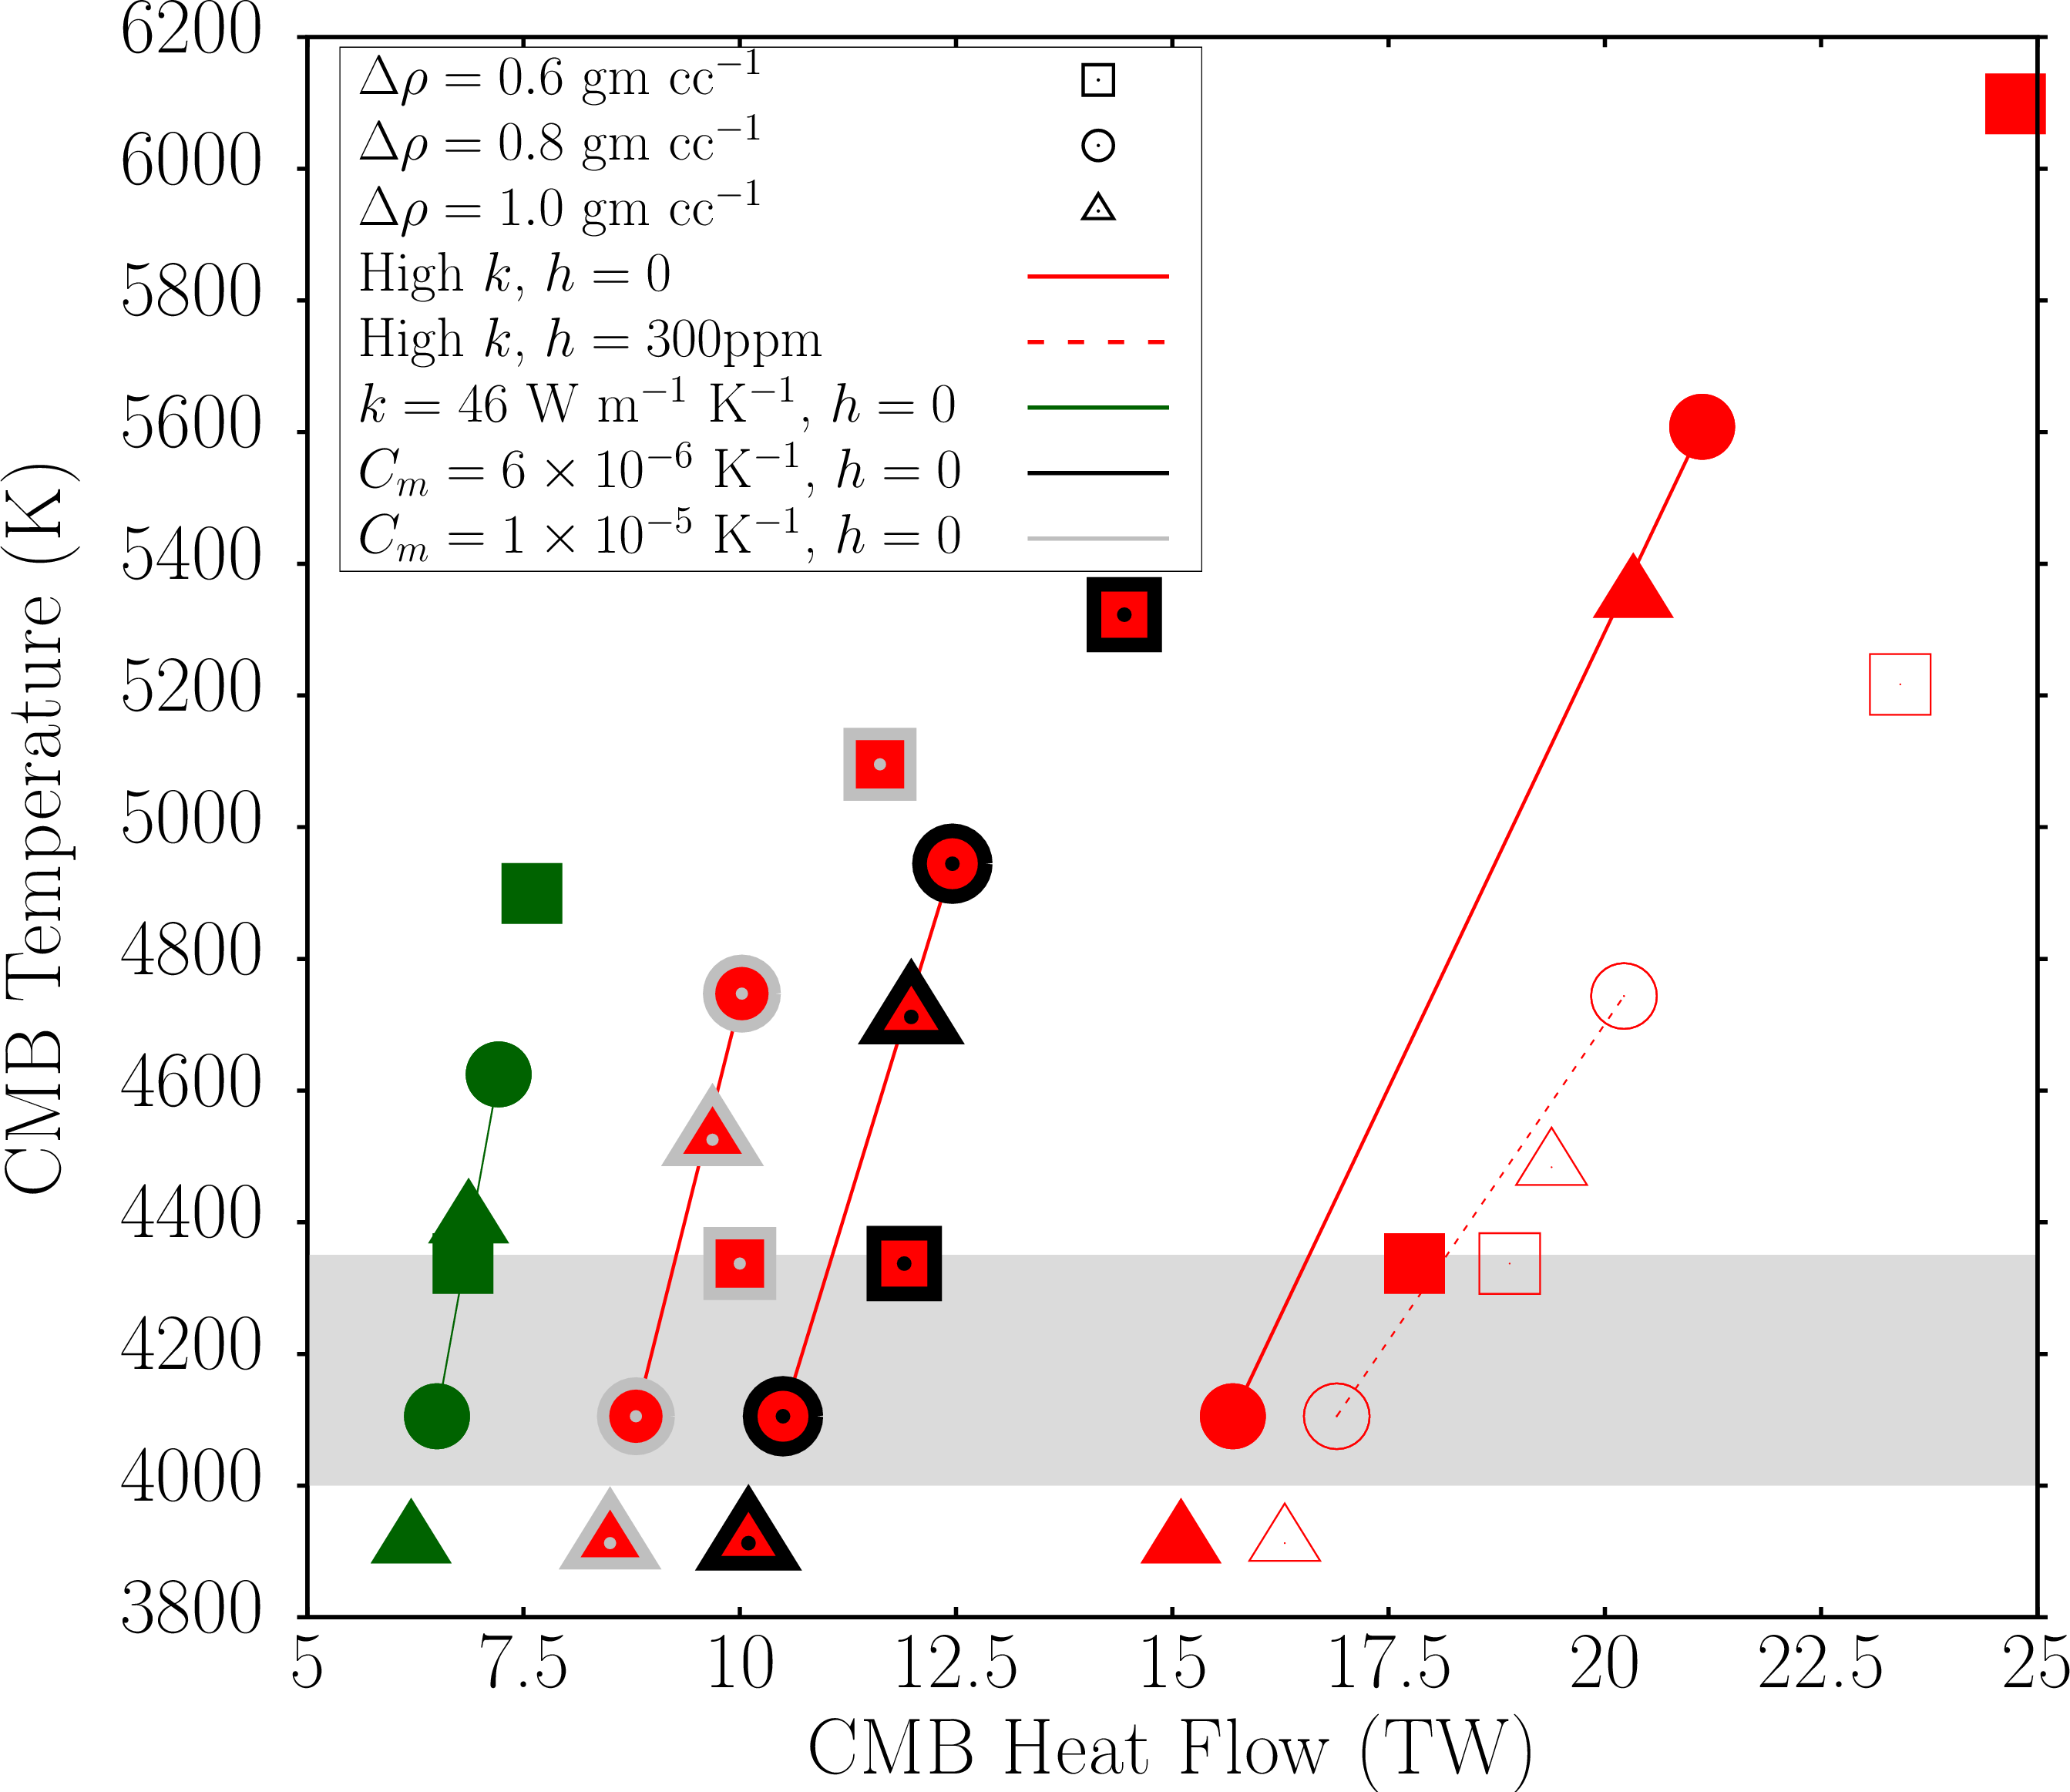 6200
6000
5800
5600
5400
5200
5000
4800
4600
4400
4200
4000
3800
CMB Temperature (K)
Δρ = 0.6 gm cc⁻¹
Δρ = 0.8 gm cc⁻¹
Δρ = 1.0 gm cc⁻¹
High k, h = 0
High k, h = 300ppm
k = 46 W m⁻¹ K⁻¹, h = 0
Cₘ = 6 × 10⁻⁶ K⁻¹, h = 0
Cₘ = 1 × 10⁻⁵ K⁻¹, h = 0
5 7.5 10 12.5 15 17.5 20 22.5 25
CMB Heat Flow (TW)